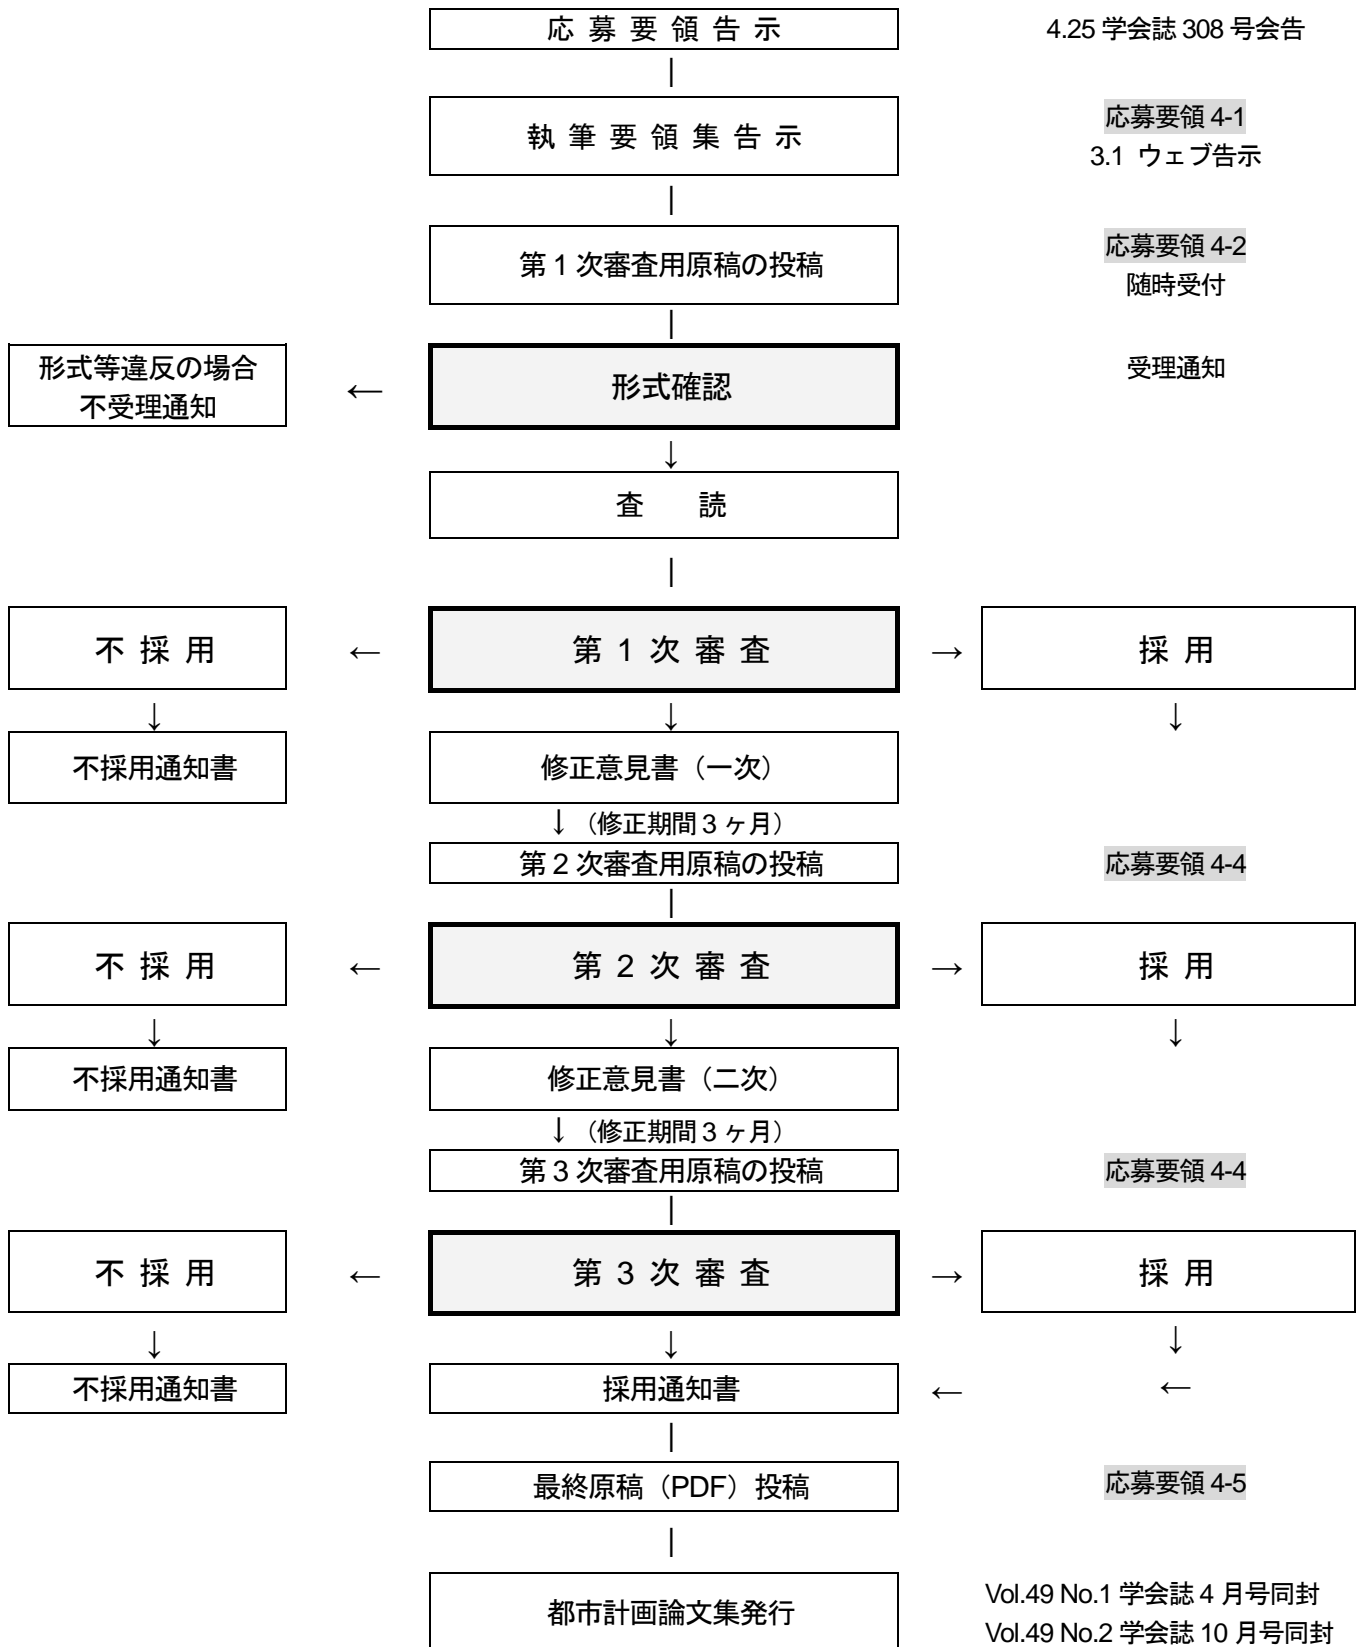 応募要領告示
4.25 学会誌 308 号会告
執筆要領集告示
応募要領 4-1
3.1 ウェブ告示
第 1 次審査用原稿の投稿
応募要領 4-2
随時受付
形式等違反の場合
不受理通知
←
形式確認
受理通知
↓
査　読
不採用
←
第 1 次審査
→
採用
↓
↓
↓
不採用通知書
修正意見書（一次）
↓（修正期間 3 ヶ月）
第 2 次審査用原稿の投稿
応募要領 4-4
不採用
←
第 2 次審査
→
採用
↓
↓
↓
不採用通知書
修正意見書（二次）
↓（修正期間 3 ヶ月）
第 3 次審査用原稿の投稿
応募要領 4-4
不採用
←
第 3 次審査
→
採用
↓
↓
↓
不採用通知書
採用通知書
←
←
最終原稿（PDF）投稿
応募要領 4-5
都市計画論文集発行
Vol.49 No.1 学会誌 4 月号同封
Vol.49 No.2 学会誌 10 月号同封